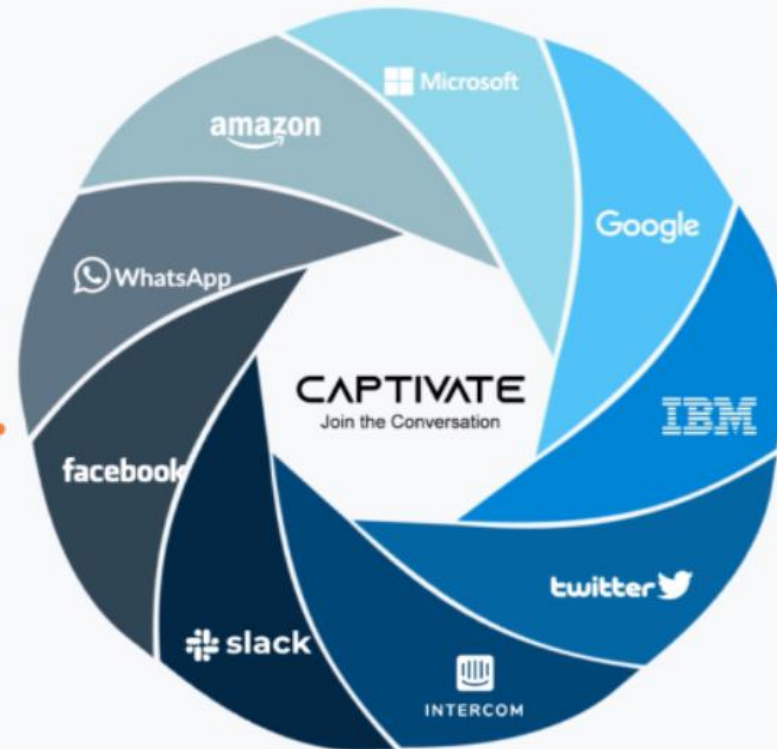 Microsoft
amazon
Google
WhatsApp
CAPTIVATE
Join the Conversation
IBM
facebook
twitter
slack
INTERCOM